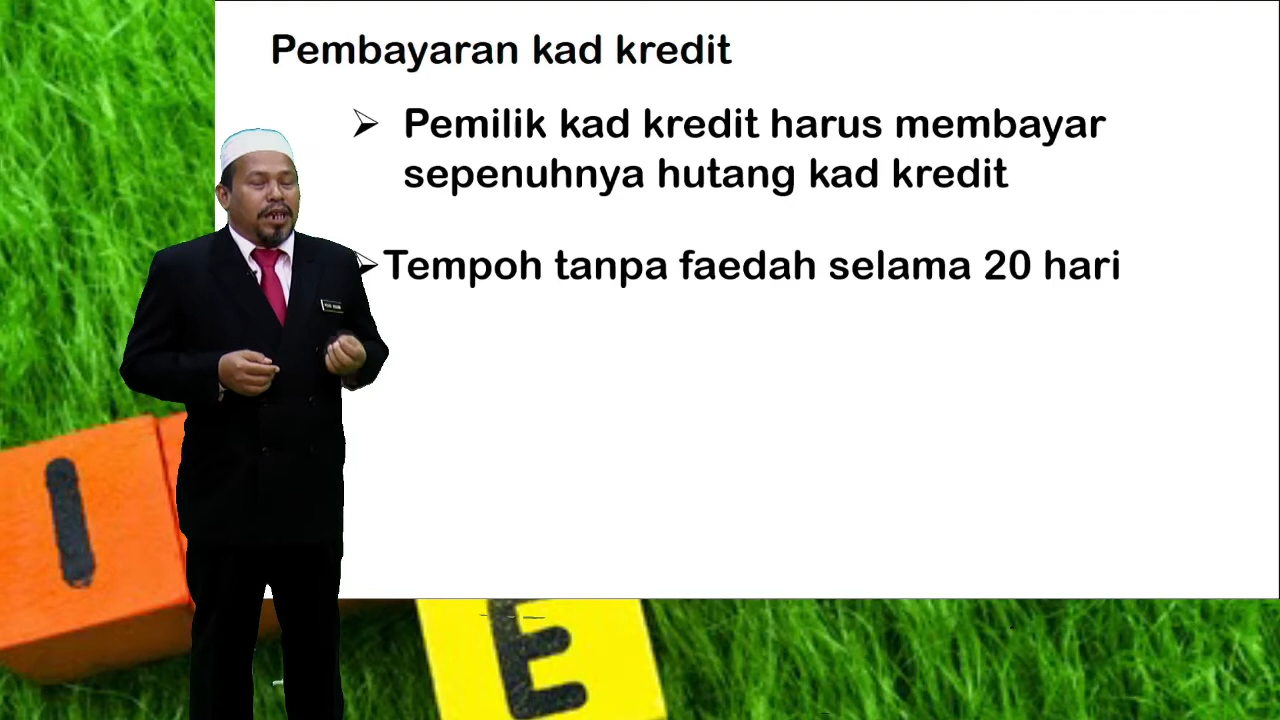 Pembayaran kad kredit
➢ Pemilik kad kredit harus membayar
sepenuhnya hutang kad kredit
➢ Tempoh tanpa faedah selama 20 hari
I
E